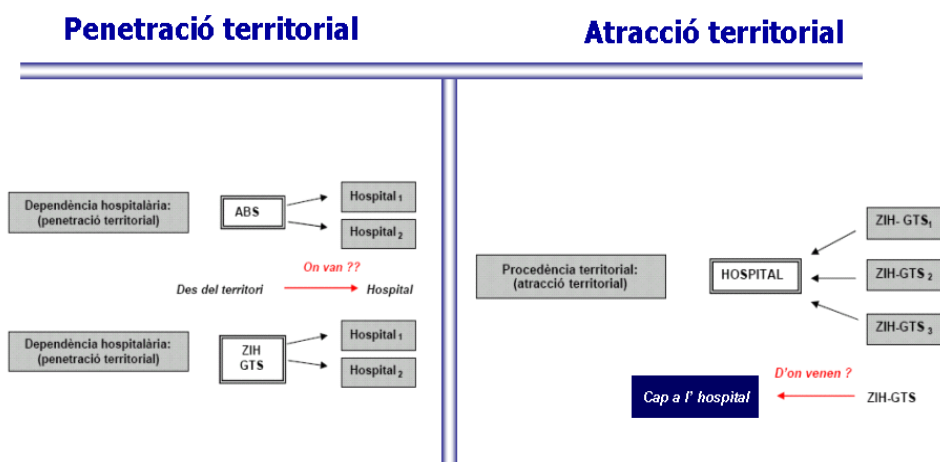 Penetració territorial
Atracció territorial
Dependència hospitalària:
(penetració territorial)
ABS
Hospital 1
Hospital 2
On van ??
Des del territori
Hospital
Dependència hospitalària:
(penetració territorial)
ZIH
GTS
Hospital 1
Hospital 2
Procedència territorial:
(atracció territorial)
HOSPITAL
ZIH- GTS1
ZIH-GTS 2
ZIH-GTS 3
D'on venen ?
Cap a l' hospital
ZIH-GTS